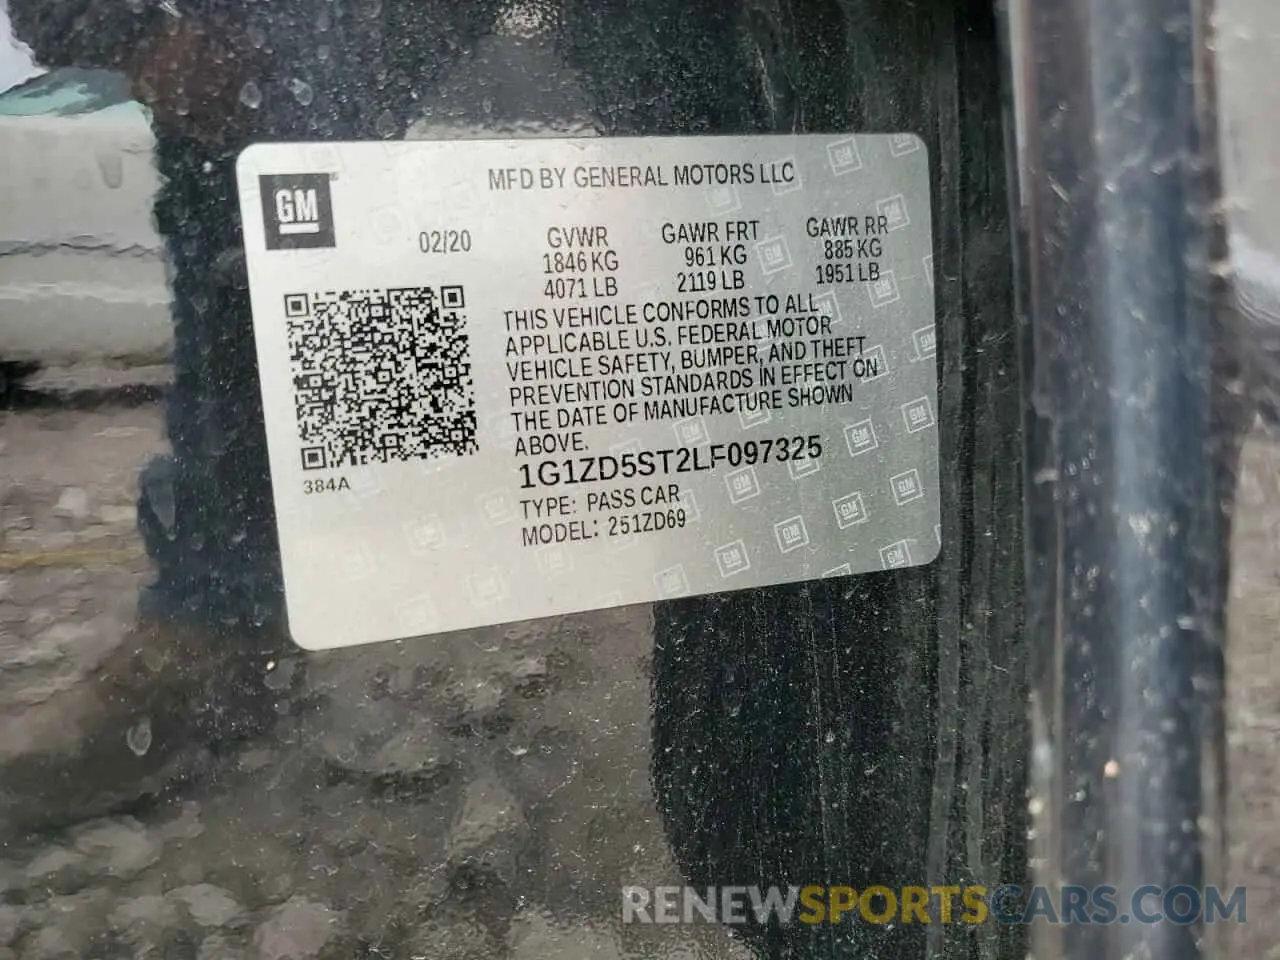 GM
MFD BY GENERAL MOTORS LLC
02/20
GVWR
1846 KG
4071 LB
GAWR FRT
961 KG
2119 LB
GAWR RR
885 KG
1951 LB
THIS VEHICLE CONFORMS TO ALL
APPLICABLE U.S. FEDERAL MOTOR
VEHICLE SAFETY, BUMPER, AND THEFT
PREVENTION STANDARDS IN EFFECT ON
THE DATE OF MANUFACTURE SHOWN
ABOVE.
384A
1G1ZD5ST2LF097325
TYPE: PASS CAR
MODEL: 251ZD69
RENEWSPORTSCARS.COM